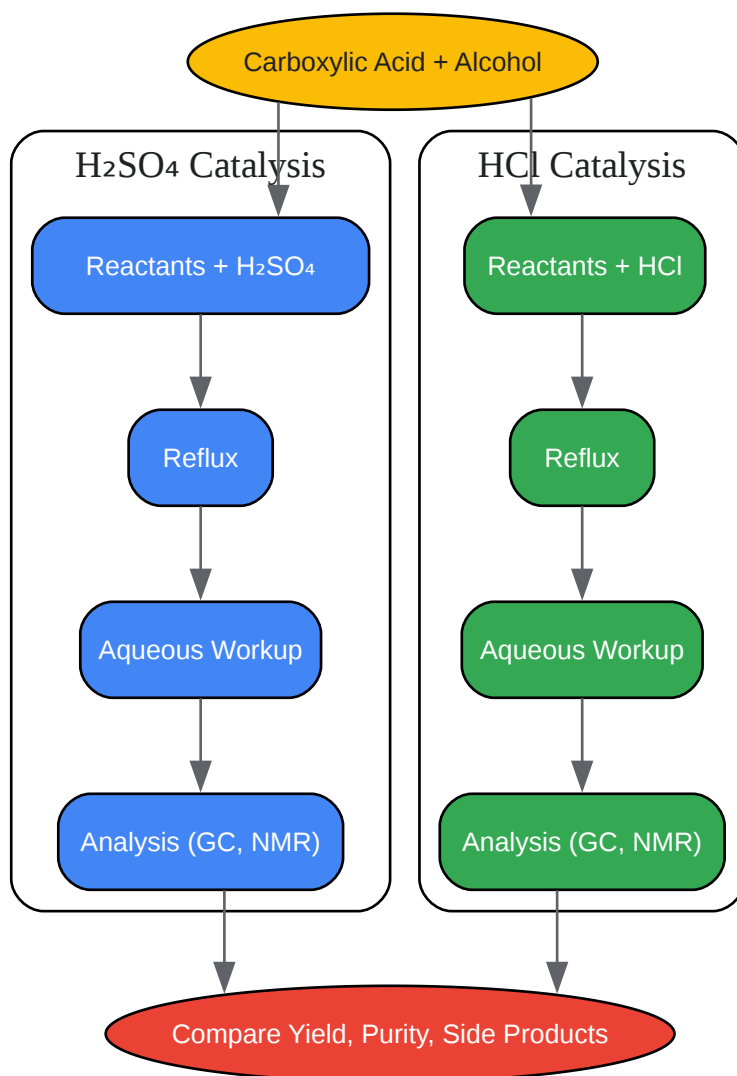 Carboxylic Acid + Alcohol
H₂SO₄ Catalysis
Reactants + H₂SO₄
Reflux
Aqueous Workup
Analysis (GC, NMR)
HCl Catalysis
Reactants + HCl
Reflux
Aqueous Workup
Analysis (GC, NMR)
Compare Yield, Purity, Side Products